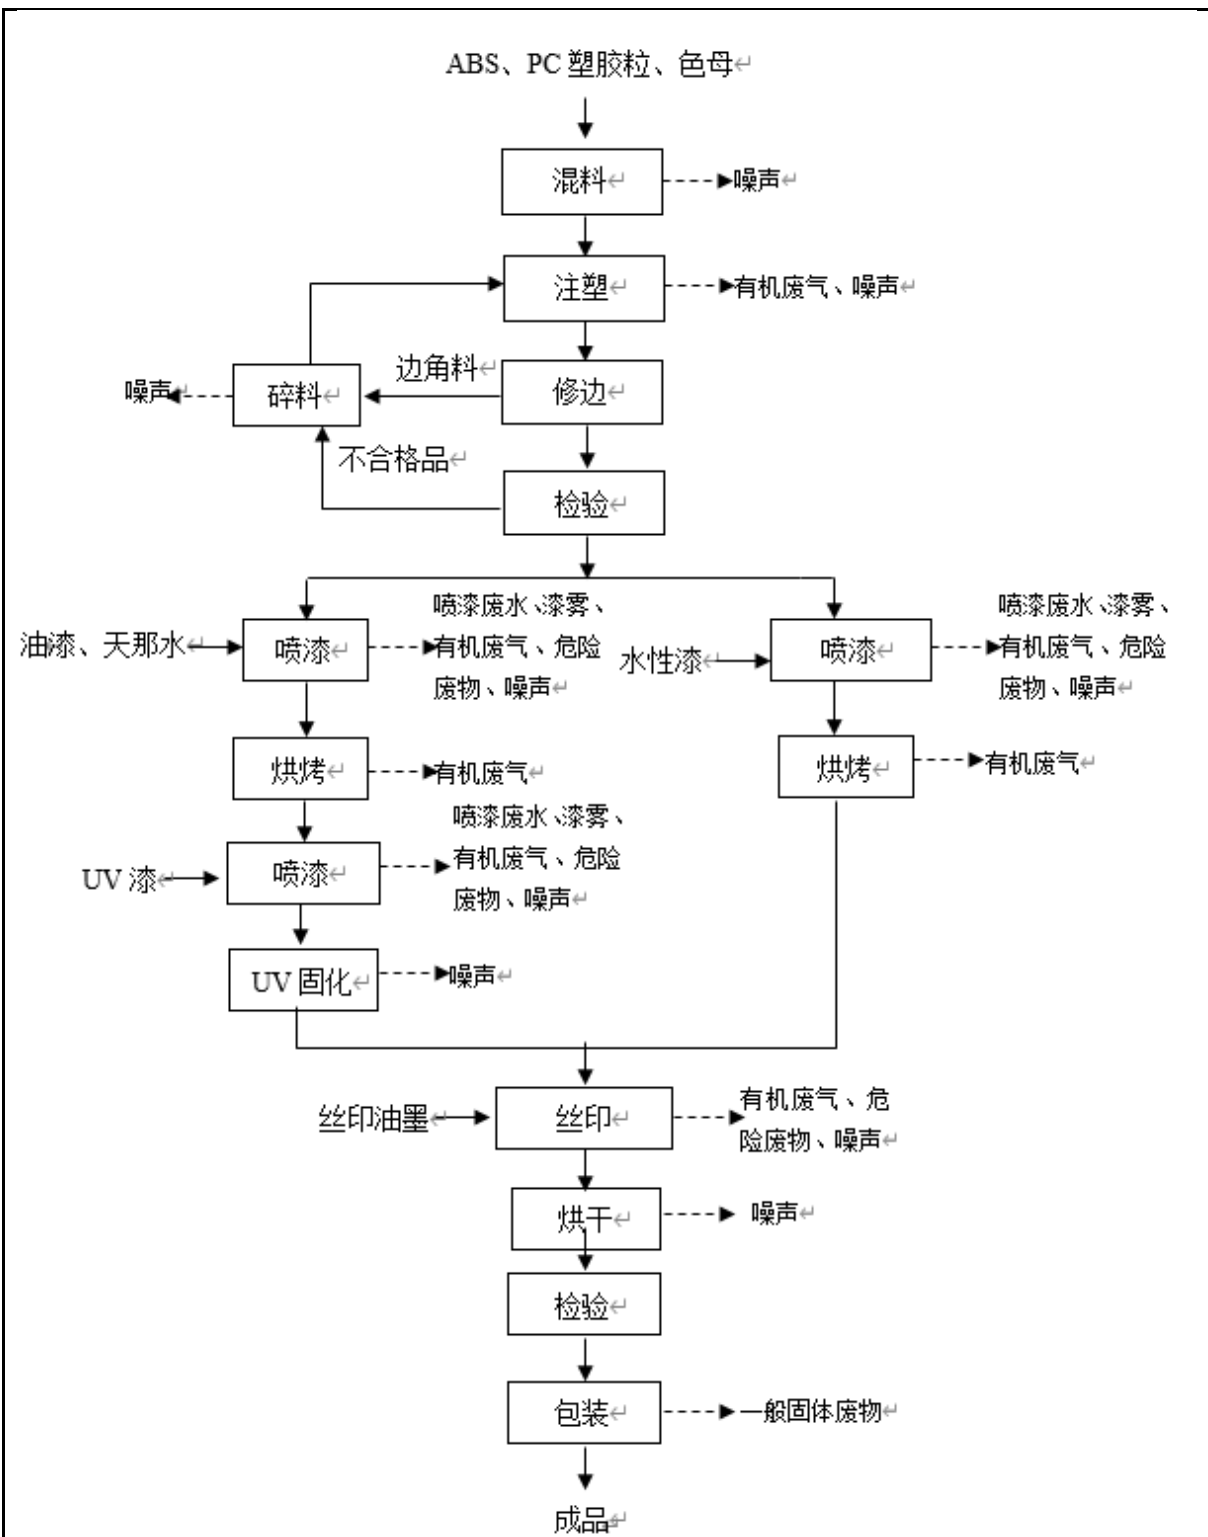 ABS、PC 塑胶粒、色母
混料
噪声
注塑
有机废气、噪声
边角料
噪声
碎料
修边
不合格品
检验
油漆、天那水
喷漆
喷漆废水、漆雾、
有机废气、危险
废物、噪声
水性漆
喷漆
喷漆废水、漆雾、
有机废气、危险
废物、噪声
烘烤
有机废气
烘烤
有机废气
UV 漆
喷漆
喷漆废水、漆雾、
有机废气、危险
废物、噪声
UV 固化
噪声
丝印油墨
丝印
有机废气、危
险废物、噪声
烘干
噪声
检验
包装
一般固体废物
成品